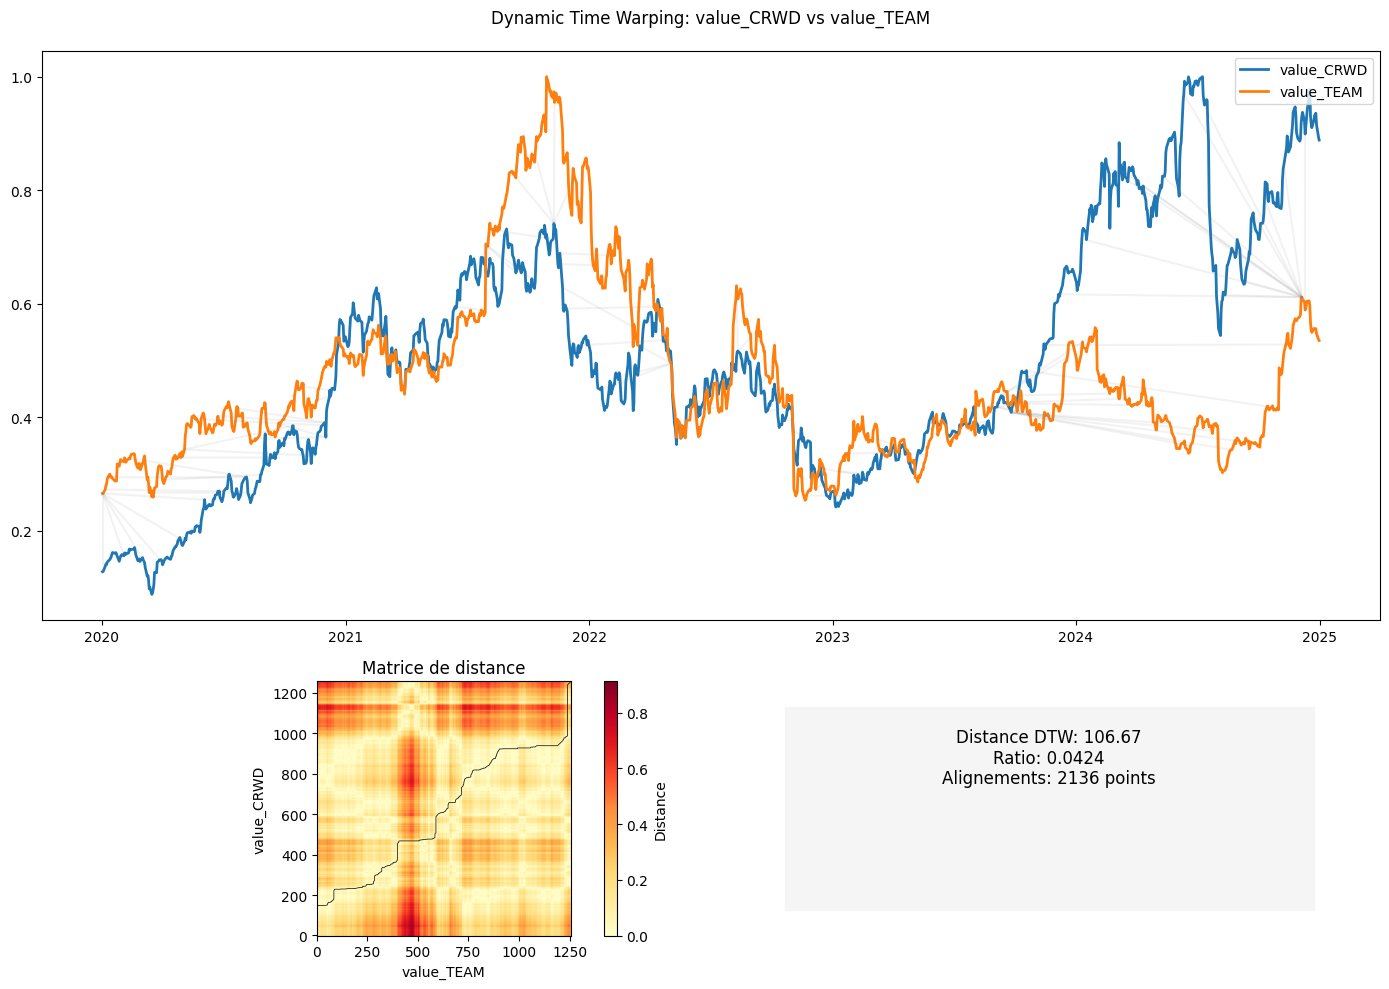 Dynamic Time Warping: value_CRWD vs value_TEAM
1.0
0.8
0.6
0.4
0.2
value_CRWD
value_TEAM
2020 2021 2022 2023 2024 2025
Matrice de distance
value_CRWD
1200
1000
800
600
400
200
0
0 250 500 750 1000 1250
value_TEAM
0.8
0.6
0.4
0.2
0.0
Distance
Distance DTW: 106.67
Ratio: 0.0424
Alignements: 2136 points